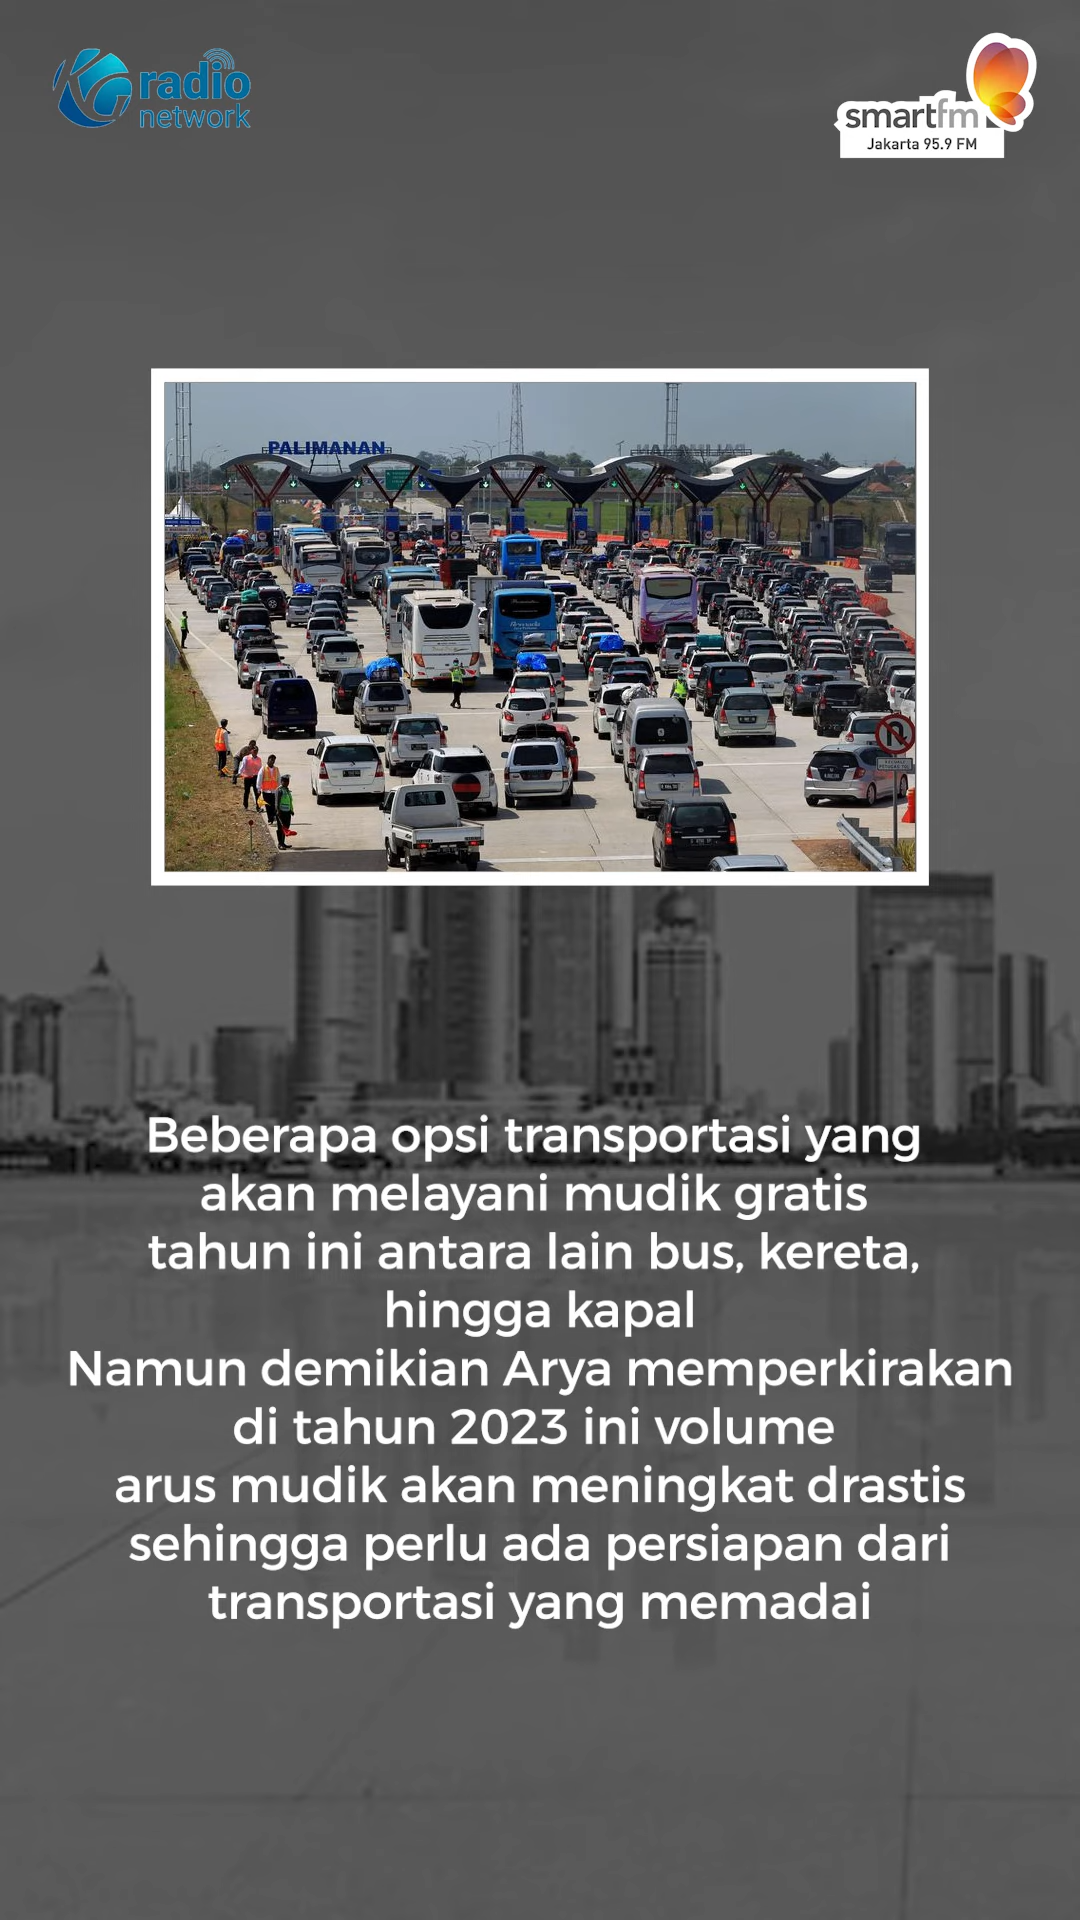 radio
network
smartfm
Jakarta 95.9 FM
PALIMANAN
Beberapa opsi transportasi yang
akan melayani mudik gratis
tahun ini antara lain bus, kereta,
hingga kapal
Namun demikian Arya memperkirakan
di tahun 2023 ini volume
arus mudik akan meningkat drastis
sehingga perlu ada persiapan dari
transportasi yang memadai